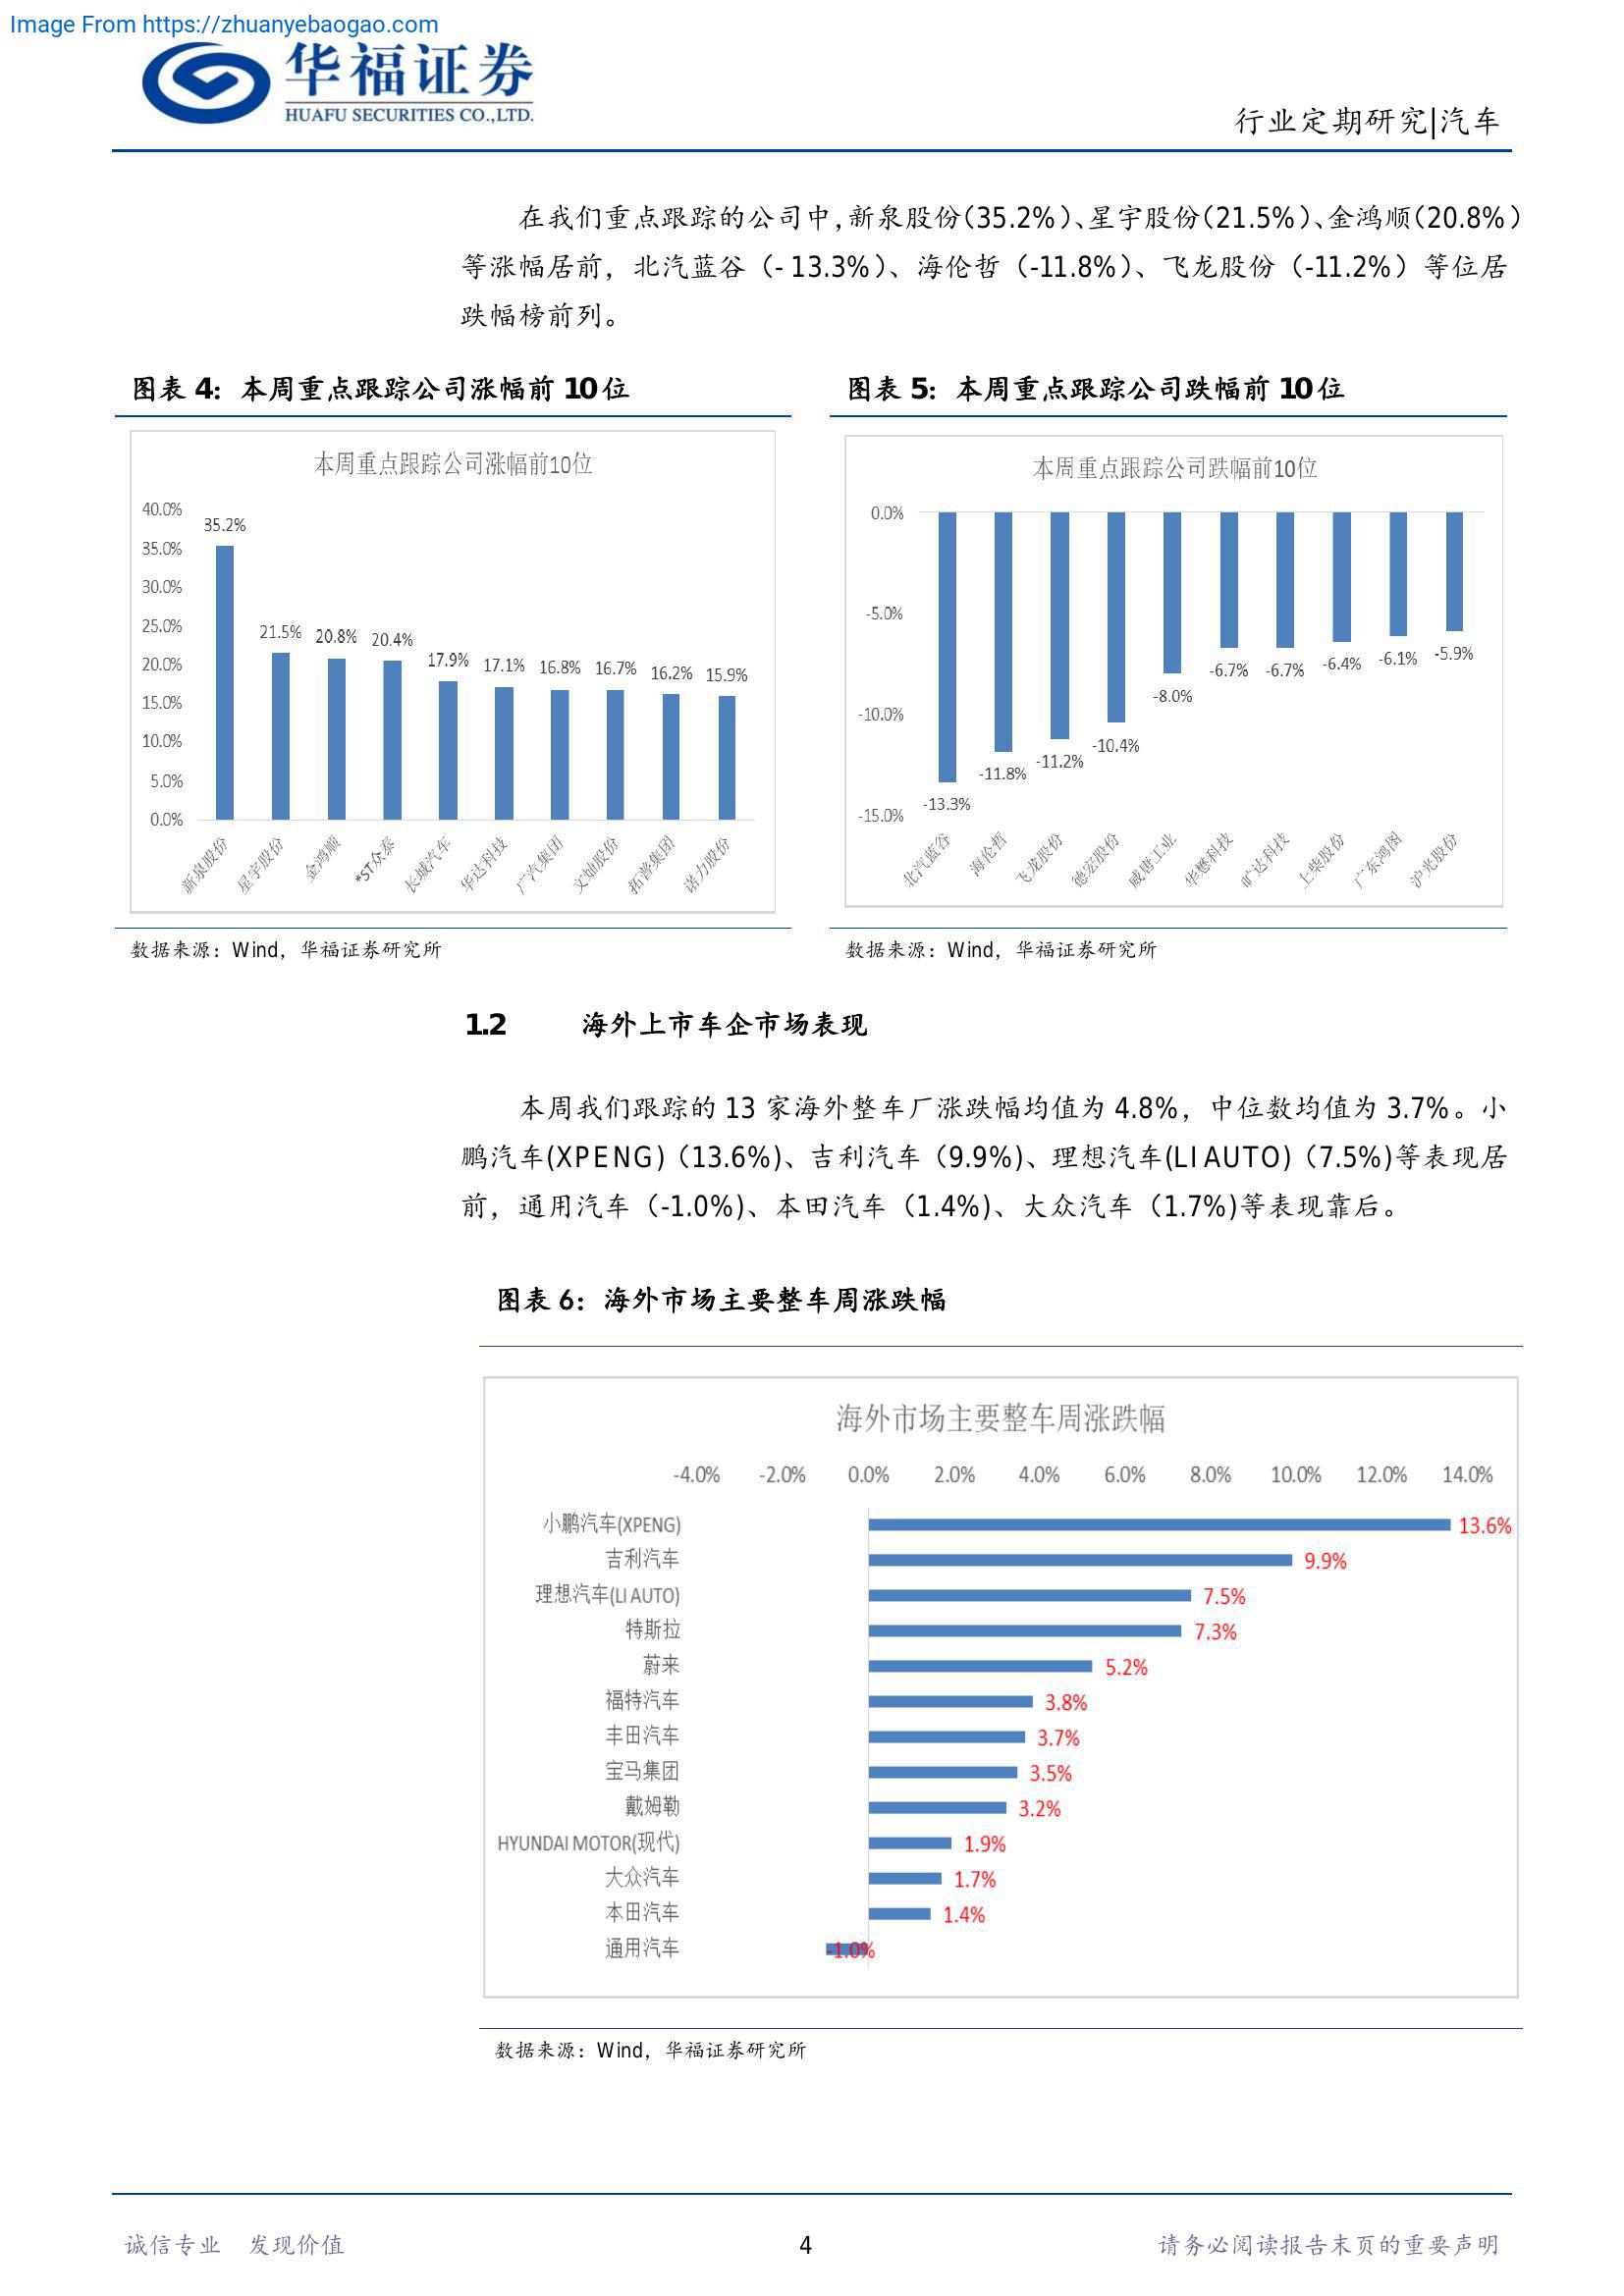 Image From https://zhuanyebaogao.com
华福证券
HUAFU SECURITIES CO.,LTD.
行业定期研究|汽车
在我们重点跟踪的公司中,新泉股份(35.2%)、星宇股份(21.5%)、金鸿顺(20.8%)
等涨幅居前，北汽蓝谷（- 13.3%）、海伦哲（-11.8%）、飞龙股份（-11.2%）等位居
跌幅榜前列。
图表 4：本周重点跟踪公司涨幅前 10 位
本周重点跟踪公司涨幅前10位
40.0%
35.0%
30.0%
25.0%
20.0%
15.0%
10.0%
5.0%
0.0%
35.2%
21.5%
20.8%
20.4%
17.9%
17.1%
16.8%
16.7%
16.2%
15.9%
新泉股份
星宇股份
金鸿顺
*ST众泰
长城汽车
华达科技
广汽集团
文灿股份
拓普集团
诺力股份
数据来源：Wind，华福证券研究所
图表 5：本周重点跟踪公司跌幅前 10 位
本周重点跟踪公司跌幅前10位
0.0%
-5.0%
-10.0%
-15.0%
-13.3%
-11.8%
-11.2%
-10.4%
-8.0%
-6.7%
-6.7%
-6.4%
-6.1%
-5.9%
北汽蓝谷
海伦哲
飞龙股份
德宏股份
威唐工业
华懋科技
旷达科技
上柴股份
广东鸿图
沪光股份
数据来源：Wind，华福证券研究所
1.2 海外上市车企市场表现
本周我们跟踪的 13 家海外整车厂涨跌幅均值为 4.8%，中位数均值为 3.7%。小
鹏汽车(XPENG)（13.6%)、吉利汽车（9.9%)、理想汽车(LI AUTO)（7.5%)等表现居
前，通用汽车（-1.0%)、本田汽车（1.4%)、大众汽车（1.7%)等表现靠后。
图表 6：海外市场主要整车周涨跌幅
海外市场主要整车周涨跌幅
-4.0% -2.0% 0.0% 2.0% 4.0% 6.0% 8.0% 10.0% 12.0% 14.0%
小鹏汽车(XPENG) 13.6%
吉利汽车 9.9%
理想汽车(LI AUTO) 7.5%
特斯拉 7.3%
蔚来 5.2%
福特汽车 3.8%
丰田汽车 3.7%
宝马集团 3.5%
戴姆勒 3.2%
HYUNDAI MOTOR(现代) 1.9%
大众汽车 1.7%
本田汽车 1.4%
通用汽车 -1.0%
数据来源：Wind，华福证券研究所
诚信专业 发现价值
4
请务必阅读报告末页的重要声明